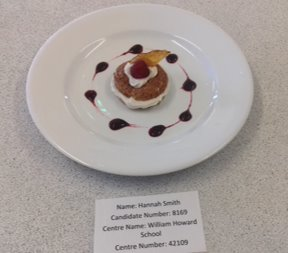 Name: Hannah Smith
Candidate Number: 8169
Centre Name: William Howard
School
Centre Number: 42109